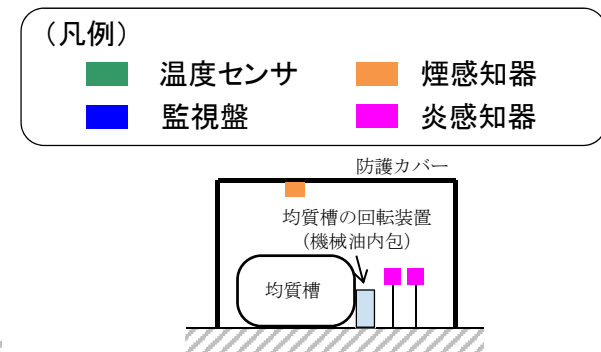 （凡例）
温度センサ　煙感知器
監視盤　炎感知器
防護カバー
均質槽の回転装置
（機械油内包）
均質槽